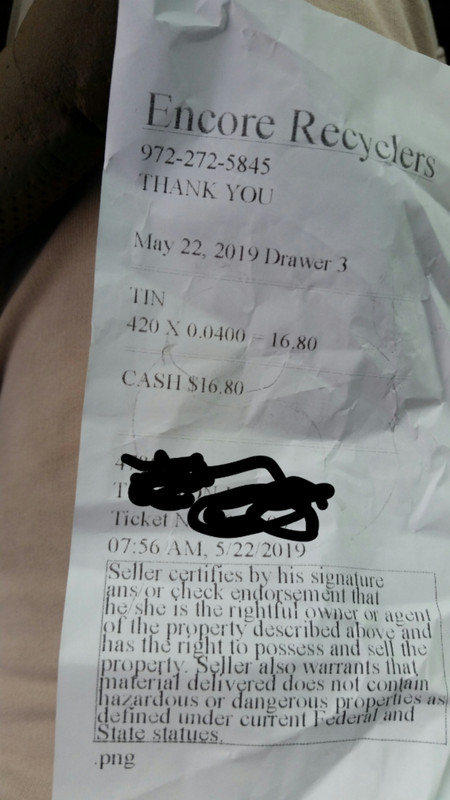 Encore Recyclers
972-272-5845
THANK YOU
May 22, 2019 Drawer 3
TIN
420 X 0.0400 = 16.80
CASH $16.80
Ticket
07:56 AM, 5/22/2019
Seller certifies by his signature
ans/or check endorsement that
he/she is the rightful owner or agent
of the property described above and
has the right to possess and sell the
property. Seller also warrants that
material delivered does not contain
hazardous or dangerous properties as
defined under current Federal and
State statues.
.png